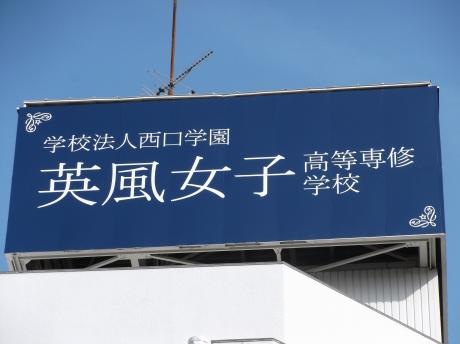 学校法人西口学園
英風女子高等専修
学校